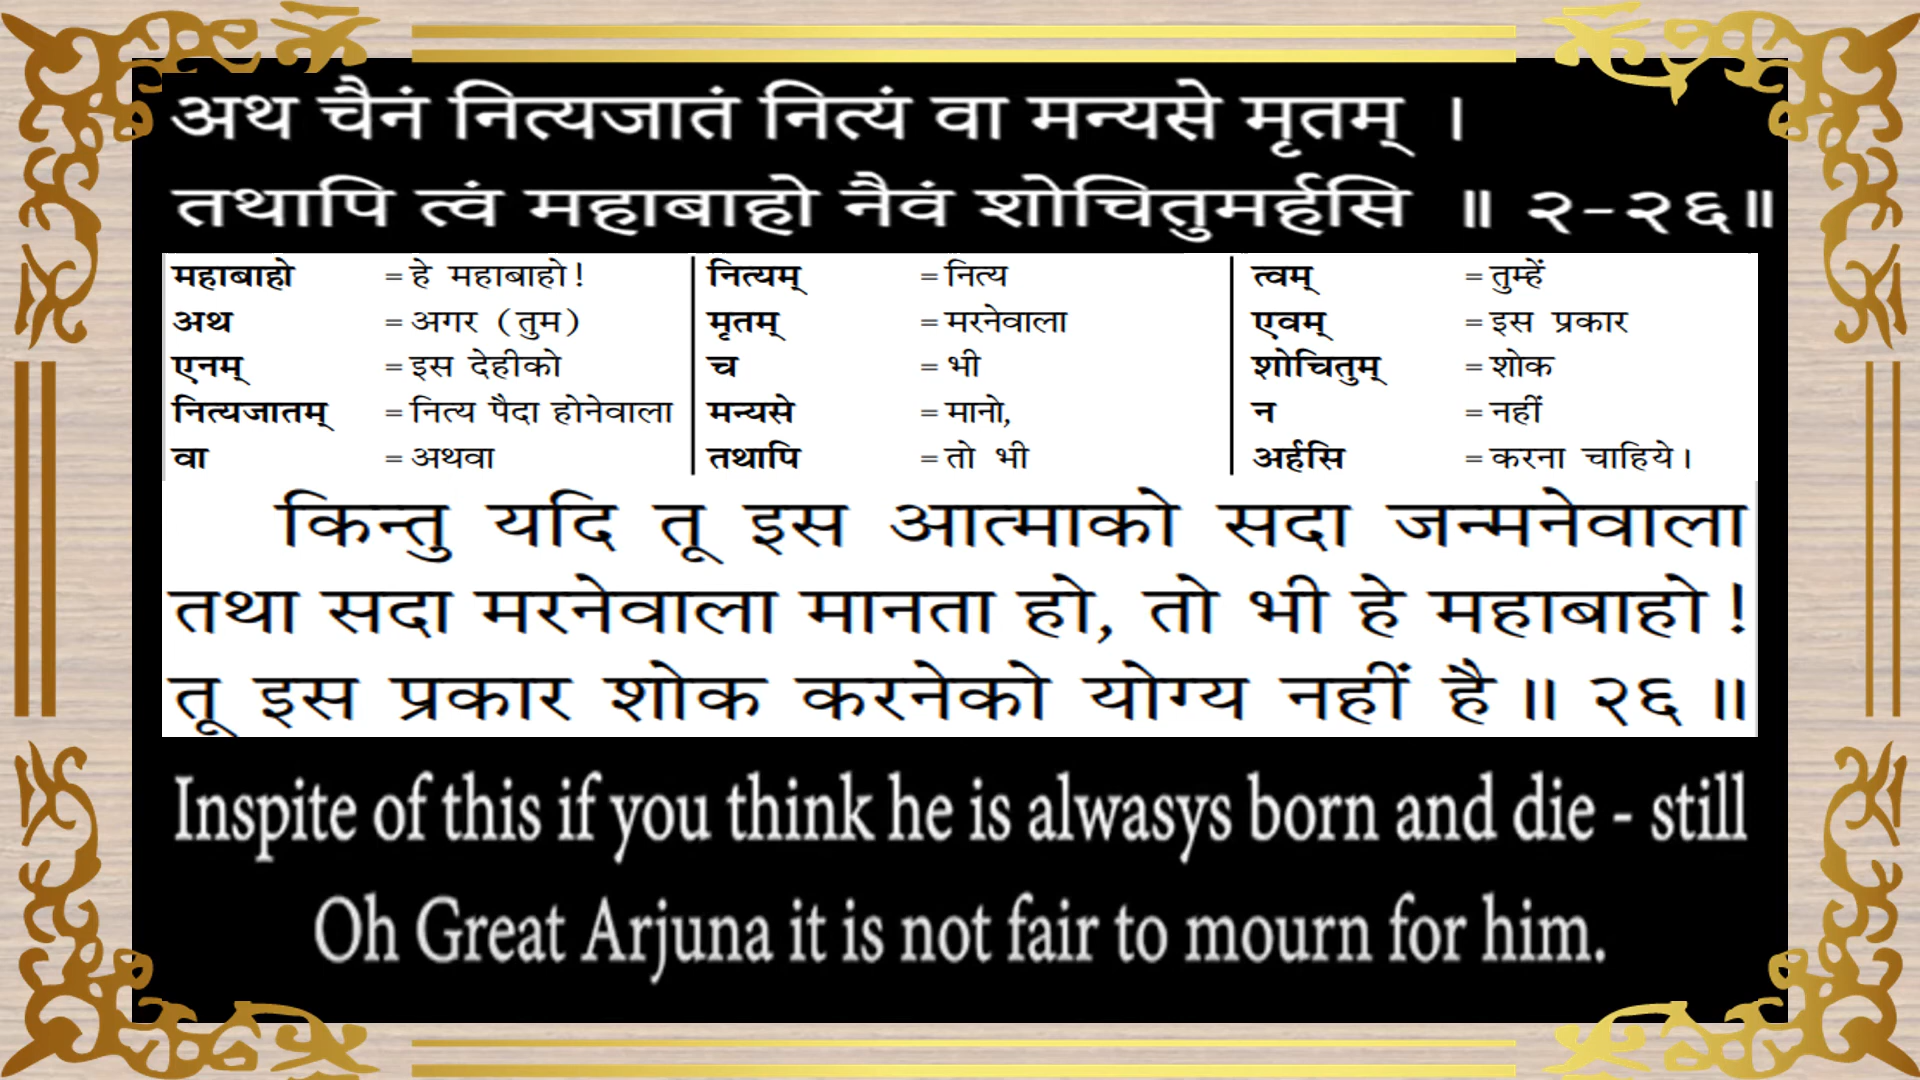 अथ चैनं नित्यजातं नित्यं वा मन्यसे मृतम् ।
तथापि त्वं महाबाहो नैवं शोचितुमर्हसि ॥ २-२६॥
महाबाहो = हे महाबाहो! नित्यम् = नित्य त्वम् = तुम्हें
अथ = अगर (तुम) मृतम् = मरनेवाला एवम् = इस प्रकार
एनम् = इस देहीको च = भी शोचितुम् = शोक
नित्यजातम् = नित्य पैदा होनेवाला मन्यसे = मानो, न = नहीं
वा = अथवा तथापि = तो भी अर्हसि = करना चाहिये।
किन्तु यदि तू इस आत्माको सदा जन्मनेवाला
तथा सदा मरनेवाला मानता हो, तो भी हे महाबाहो!
तू इस प्रकार शोक करनेको योग्य नहीं है॥ २६ ॥
Inspite of this if you think he is alwasys born and die - still
Oh Great Arjuna it is not fair to mourn for him.